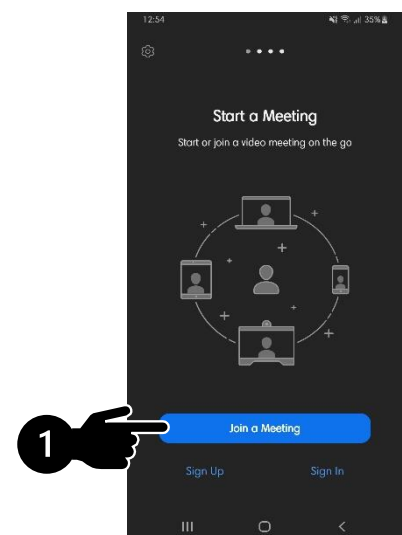 12:54 35%
Start a Meeting
Start or join a video meeting on the go
1
Join a Meeting
Sign Up Sign In